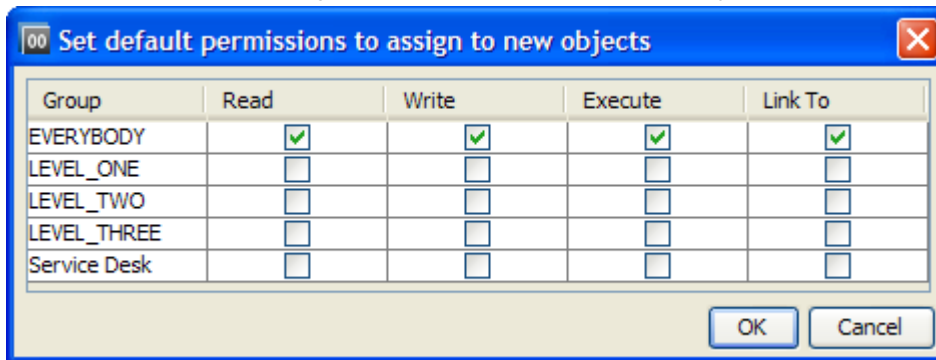 00 Set default permissions to assign to new objects
Group Read Write Execute Link To
EVERYBODY
LEVEL_ONE
LEVEL_TWO
LEVEL_THREE
Service Desk
OK Cancel